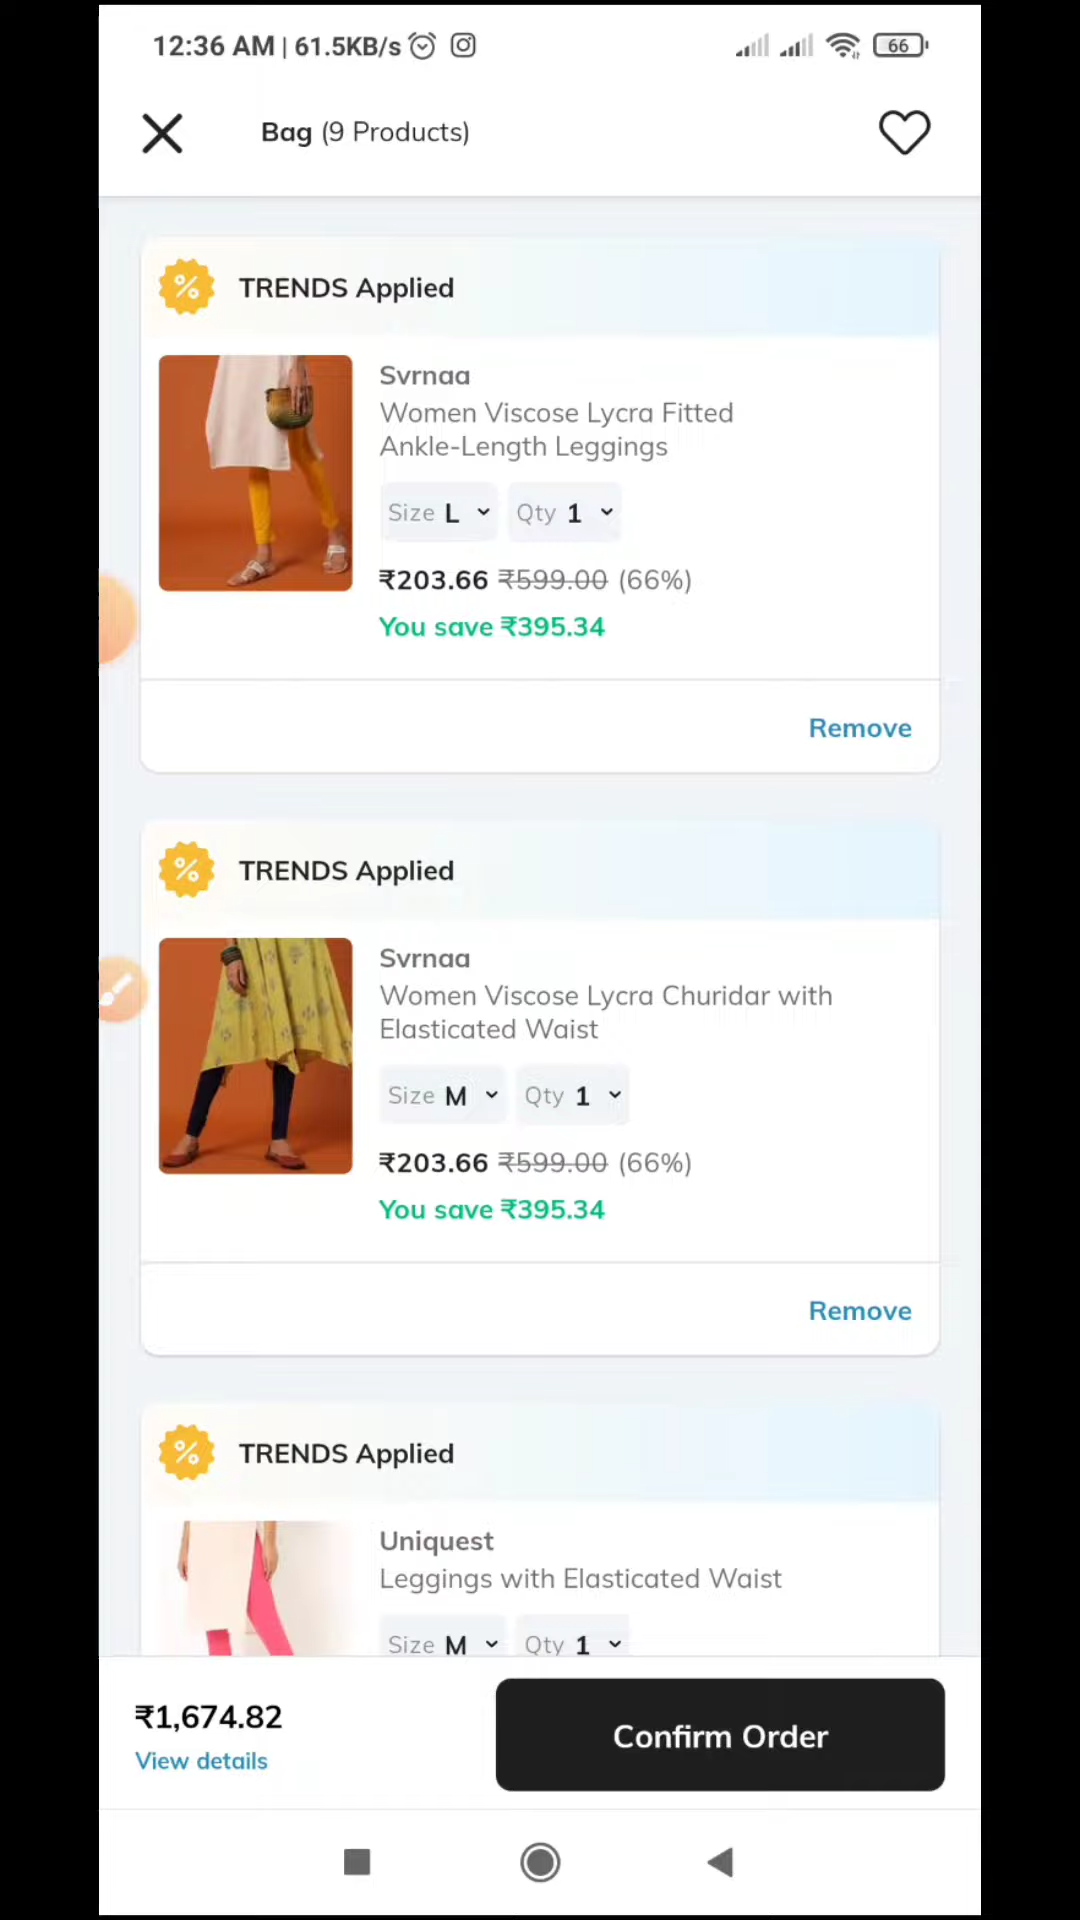 12:36 AM | 61.5KB/s
66
Bag (9 Products)
TRENDS Applied
Svrnaa
Women Viscose Lycra Fitted
Ankle-Length Leggings
Size L Qty 1
₹203.66 ₹599.00 (66%)
You save ₹395.34
Remove
TRENDS Applied
Svrnaa
Women Viscose Lycra Churidar with
Elasticated Waist
Size M Qty 1
₹203.66 ₹599.00 (66%)
You save ₹395.34
Remove
TRENDS Applied
Uniquest
Leggings with Elasticated Waist
Size M Qty 1
₹1,674.82
View details
Confirm Order